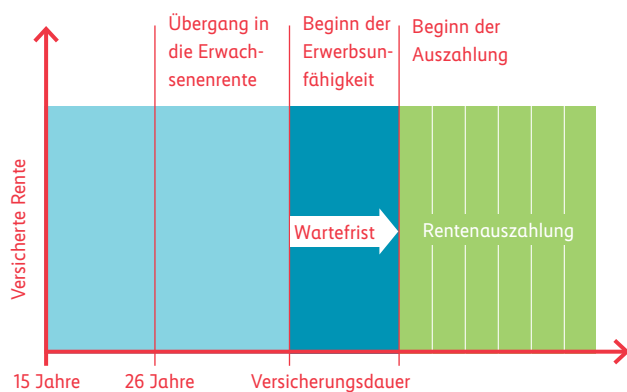 Übergang in
die Erwach-
senenrente
Beginn der
Erwerbsun-
fähigkeit
Beginn der
Auszahlung
Versicherte Rente
Wartefrist
Rentenauszahlung
15 Jahre
26 Jahre
Versicherungsdauer